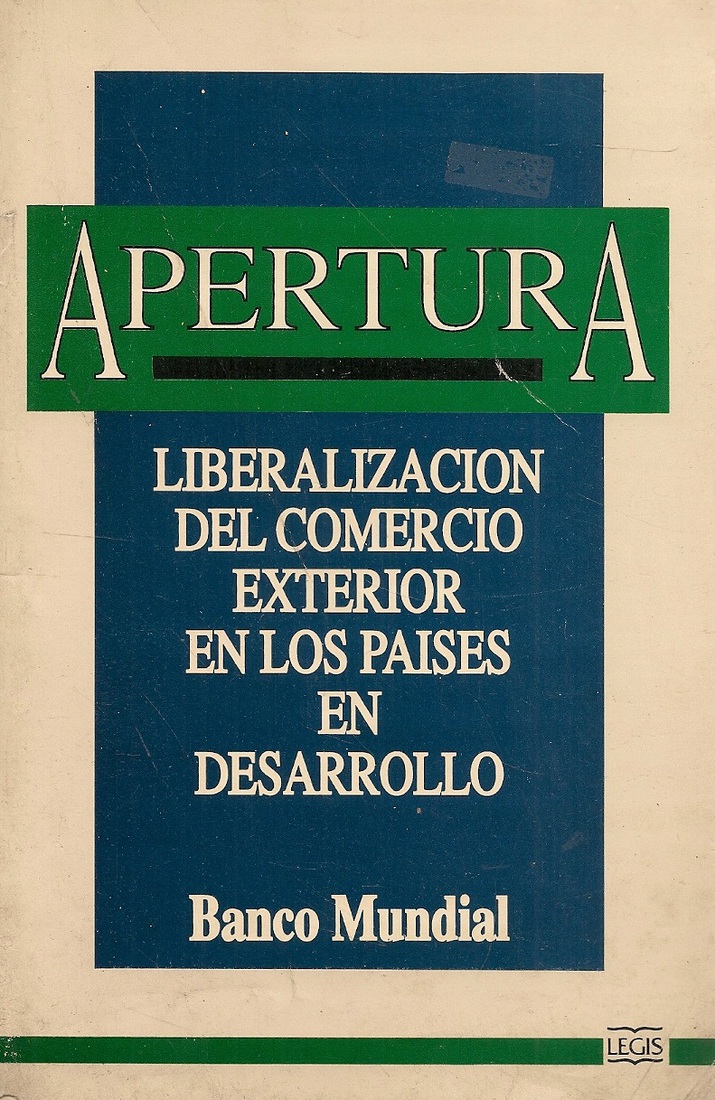 APERTURA
LIBERALIZACION
DEL COMERCIO
EXTERIOR
EN LOS PAISES
EN
DESARROLLO
Banco Mundial
LEGIS